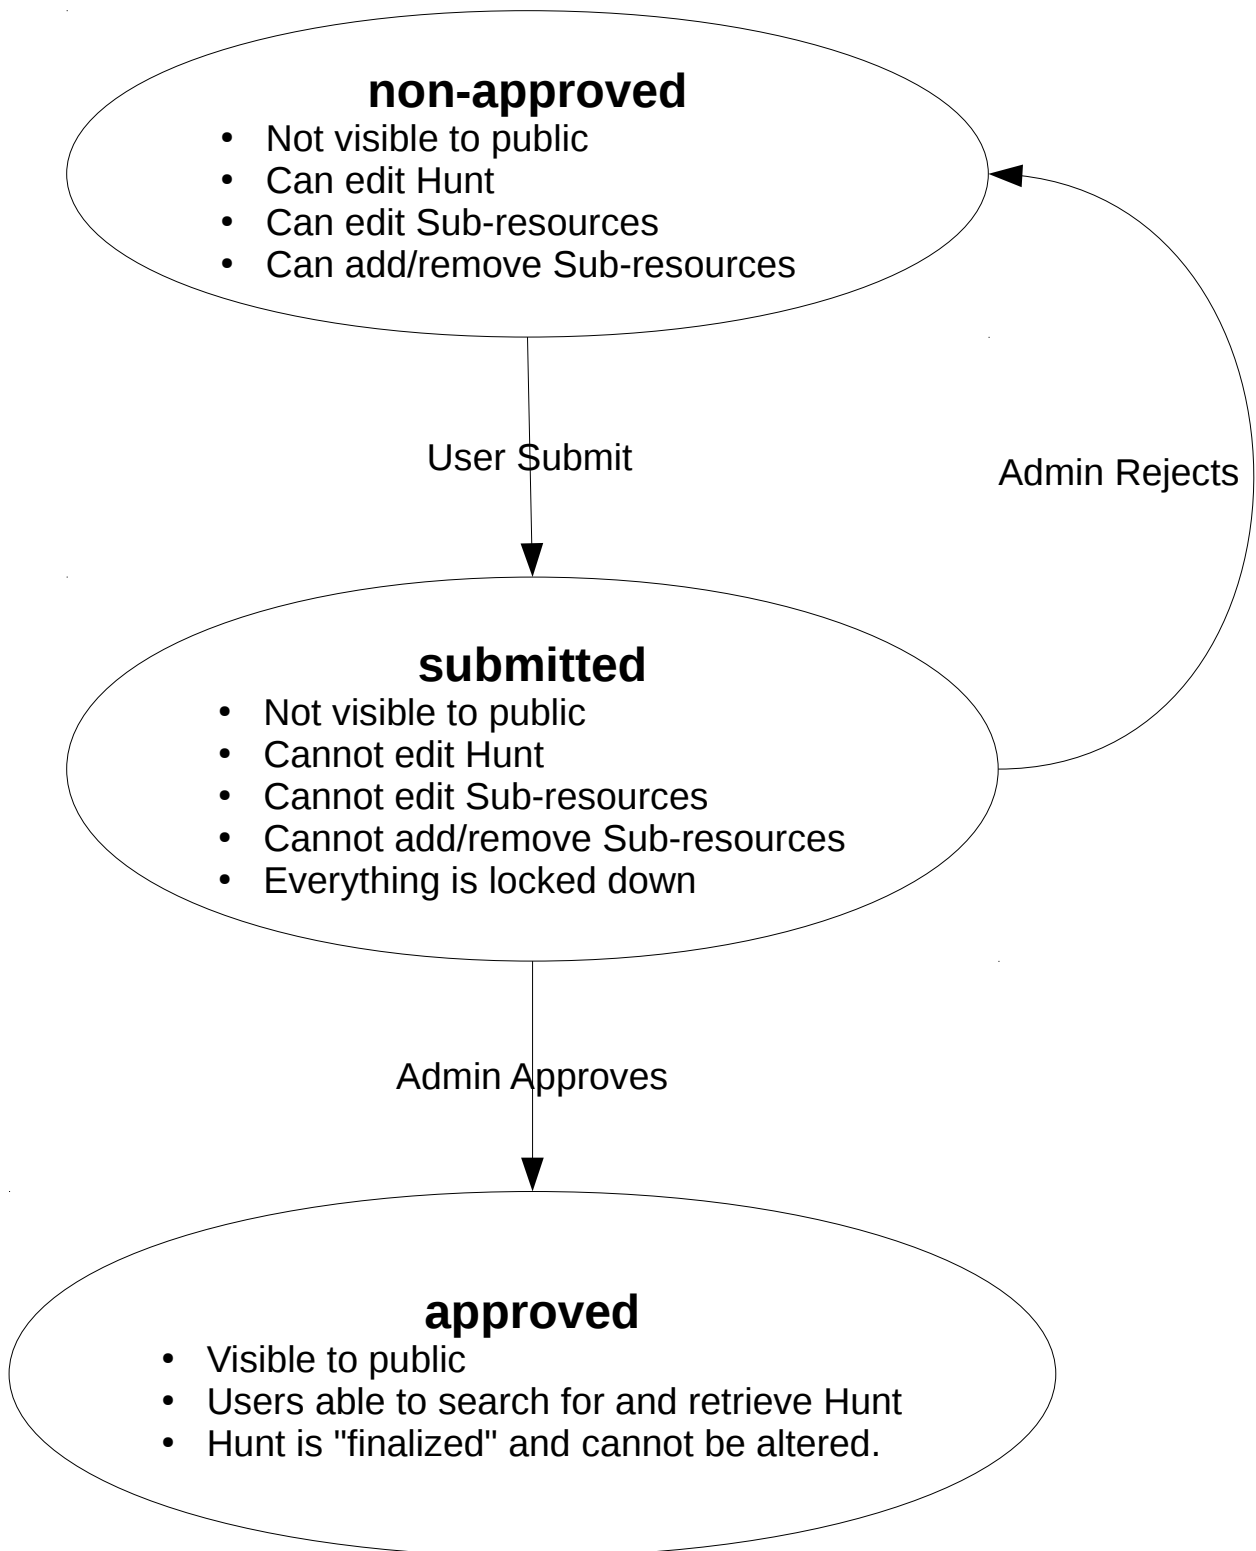 non-approved
• Not visible to public
• Can edit Hunt
• Can edit Sub-resources
• Can add/remove Sub-resources
User Submit
Admin Rejects
submitted
• Not visible to public
• Cannot edit Hunt
• Cannot edit Sub-resources
• Cannot add/remove Sub-resources
• Everything is locked down
Admin Approves
approved
• Visible to public
• Users able to search for and retrieve Hunt
• Hunt is "finalized" and cannot be altered.